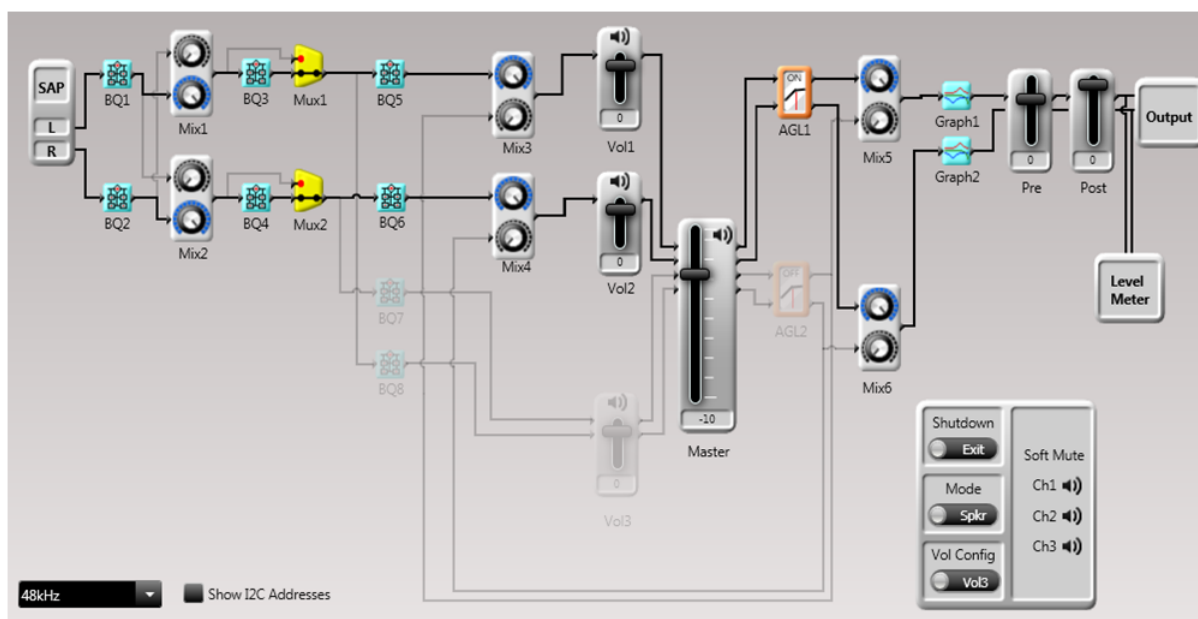 SAP
L
R
BQ1
BQ2
Mix1
Mix2
BQ3
BQ4
Mux1
Mux2
BQ5
BQ6
BQ7
BQ8
Mix3
Mix4
0
Vol1
0
Vol2
0
Vol3
-10
Master
ON
AGL1
OFF
AGL2
Mix5
Mix6
Graph1
Graph2
0
Pre
0
Post
Output
Level
Meter
Shutdown
Exit
Mode
Spkr
Vol Config
Vol3
Soft Mute
Ch1
Ch2
Ch3
48kHz
Show I2C Addresses